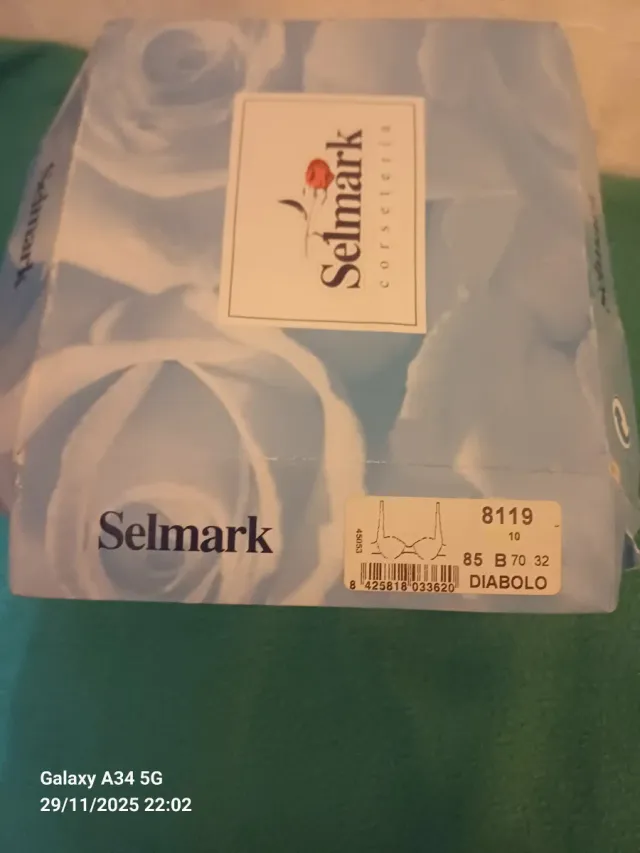 Selmark
corseteria
Selmark
Selmark
45053
8119
10
85 B 70 32
8 425818 033620
DIABOLO
Galaxy A34 5G
29/11/2025 22:02